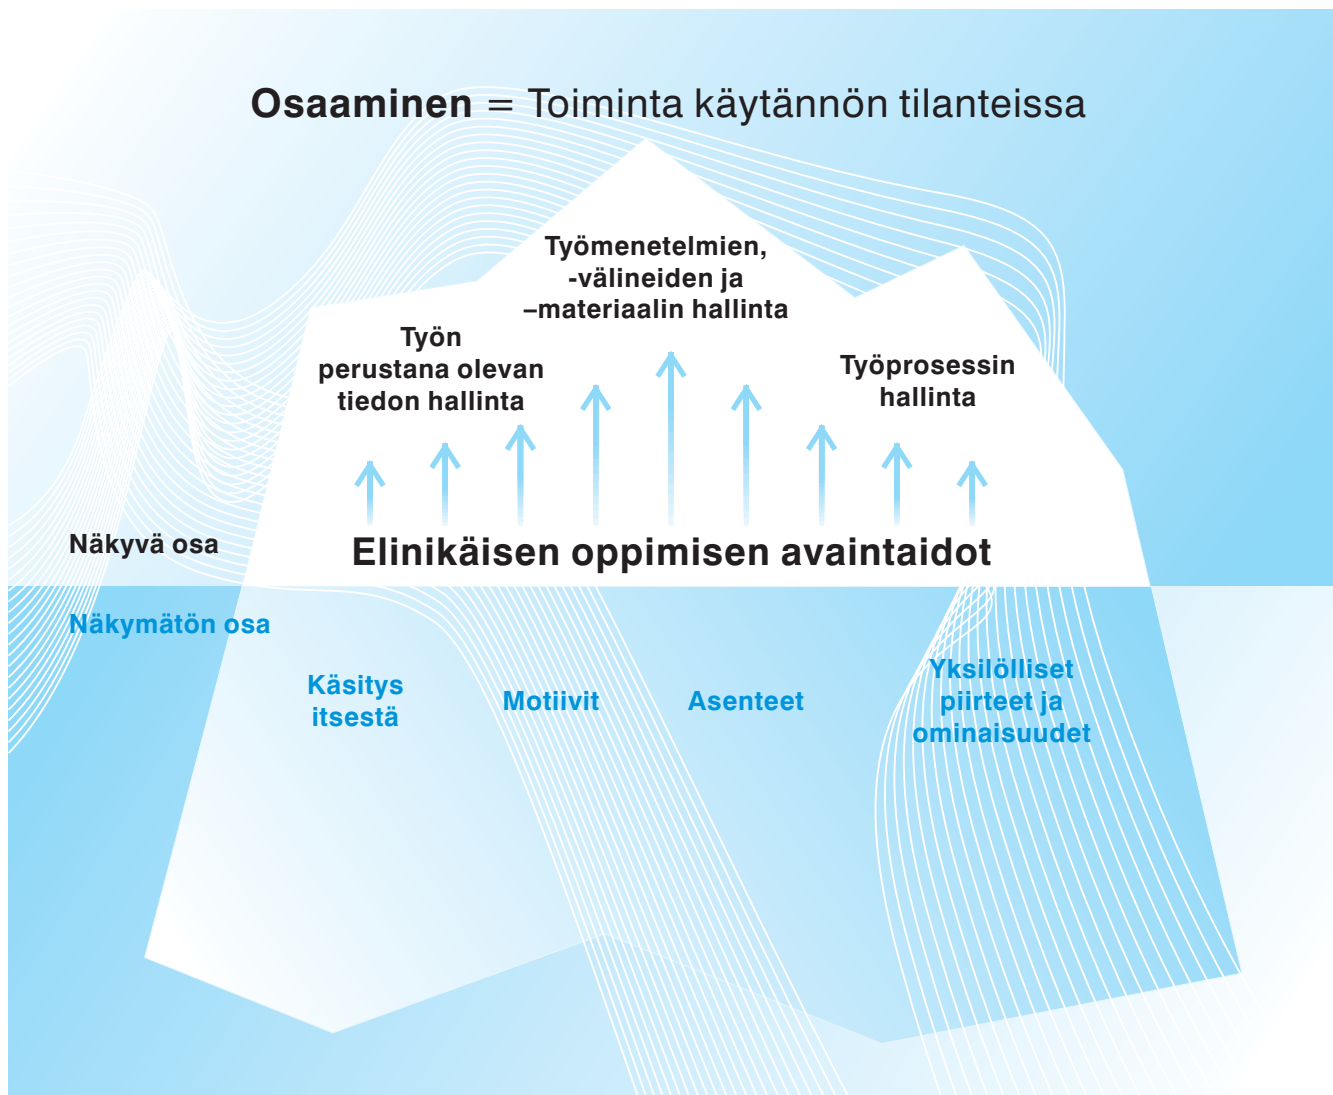 Osaaminen = Toiminta käytännön tilanteissa
Työmenetelmien,
-välineiden ja
–materiaalin hallinta
Työn
perustana olevan
tiedon hallinta
Työprosessin
hallinta
Näkyvä osa
Elinikäisen oppimisen avaintaidot
Näkymätön osa
Käsitys
itsestä
Motiivit
Asenteet
Yksilölliset
piirteet ja
ominaisuudet